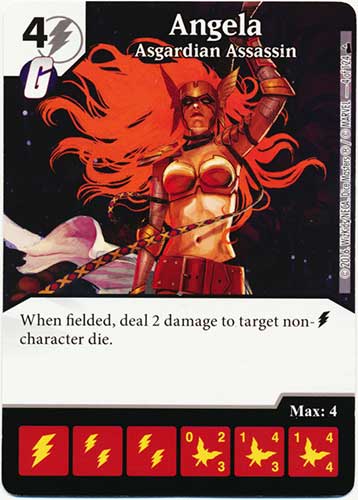 4
Angela
Asgardian Assassin
G
When fielded, deal 2 damage to target non-
character die.
Max: 4
0 2 3 1 4 3 1 4 4